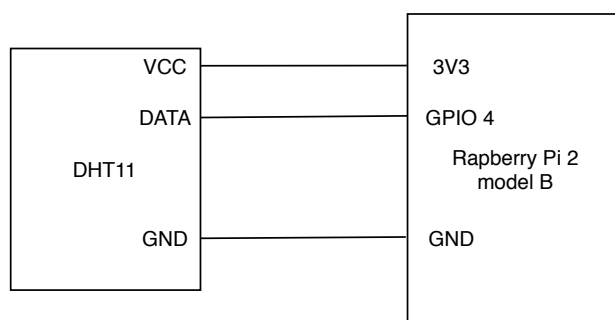 VCC
3V3
DATA
GPIO 4
DHT11
Rapberry Pi 2
model B
GND
GND